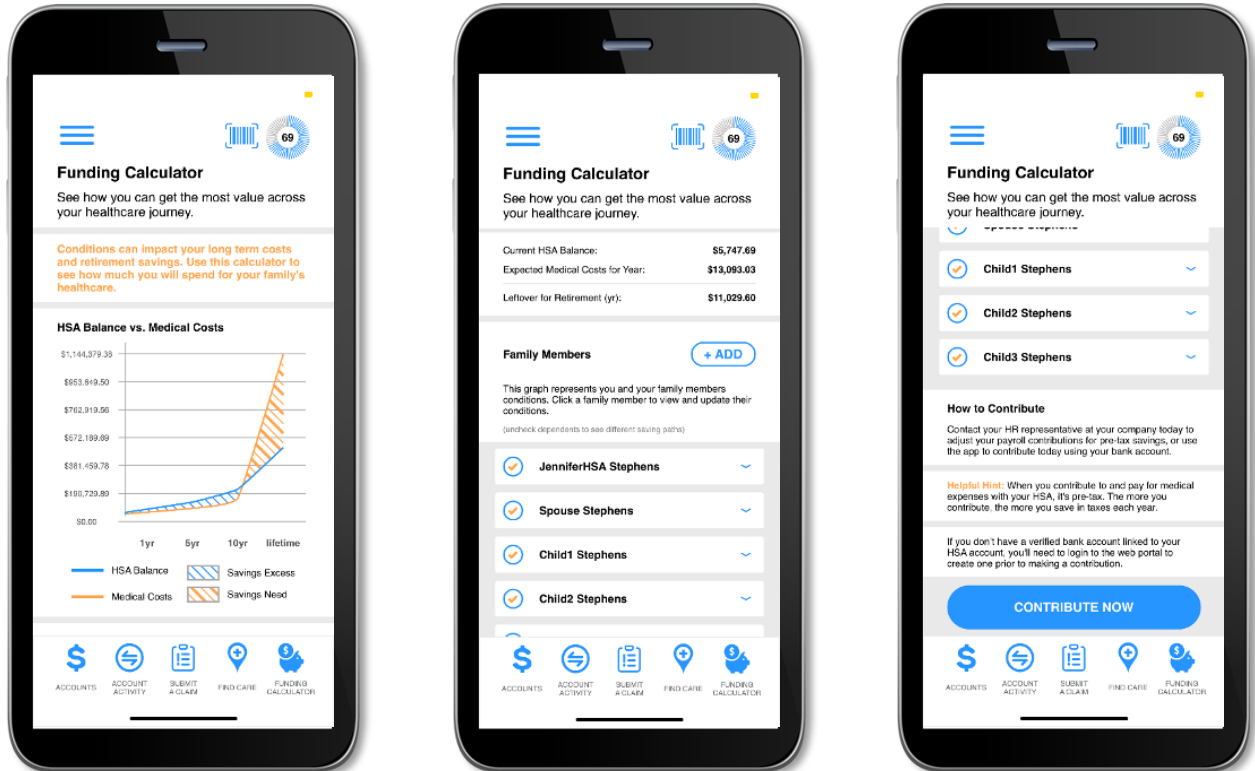 69
Funding Calculator
See how you can get the most value across
your healthcare journey.
Conditions can impact your long term costs
and retirement savings. Use this calculator to
see how much you will spend for your family's
healthcare.
HSA Balance vs. Medical Costs
$1,144,379.38
$953,649.50
$762,919.56
$572,189.69
$381,459.78
$190,729.89
$0.00
1yr 5yr 10yr lifetime
HSA Balance Savings Excess
Medical Costs Savings Need
ACCOUNTS
ACCOUNT
ACTIVITY
SUBMIT
A CLAIM
FIND CARE
FUNDING
CALCULATOR
69
Funding Calculator
See how you can get the most value across
your healthcare journey.
Current HSA Balance: $5,747.69
Expected Medical Costs for Year: $13,093.03
Leftover for Retirement (yr): $11,029.60
Family Members + ADD
This graph represents you and your family members
conditions. Click a family member to view and update their
conditions.
(uncheck dependents to see different saving paths)
JenniferHSA Stephens
Spouse Stephens
Child1 Stephens
Child2 Stephens
ACCOUNTS
ACCOUNT
ACTIVITY
SUBMIT
A CLAIM
FIND CARE
FUNDING
CALCULATOR
69
Funding Calculator
See how you can get the most value across
your healthcare journey.
Spouse Stephens
Child1 Stephens
Child2 Stephens
Child3 Stephens
How to Contribute
Contact your HR representative at your company today to
adjust your payroll contributions for pre-tax savings, or use
the app to contribute today using your bank account.
Helpful Hint: When you contribute to and pay for medical
expenses with your HSA, it's pre-tax. The more you
contribute, the more you save in taxes each year.
If you don't have a verified bank account linked to your
HSA account, you'll need to login to the web portal to
create one prior to making a contribution.
CONTRIBUTE NOW
ACCOUNTS
ACCOUNT
ACTIVITY
SUBMIT
A CLAIM
FIND CARE
FUNDING
CALCULATOR